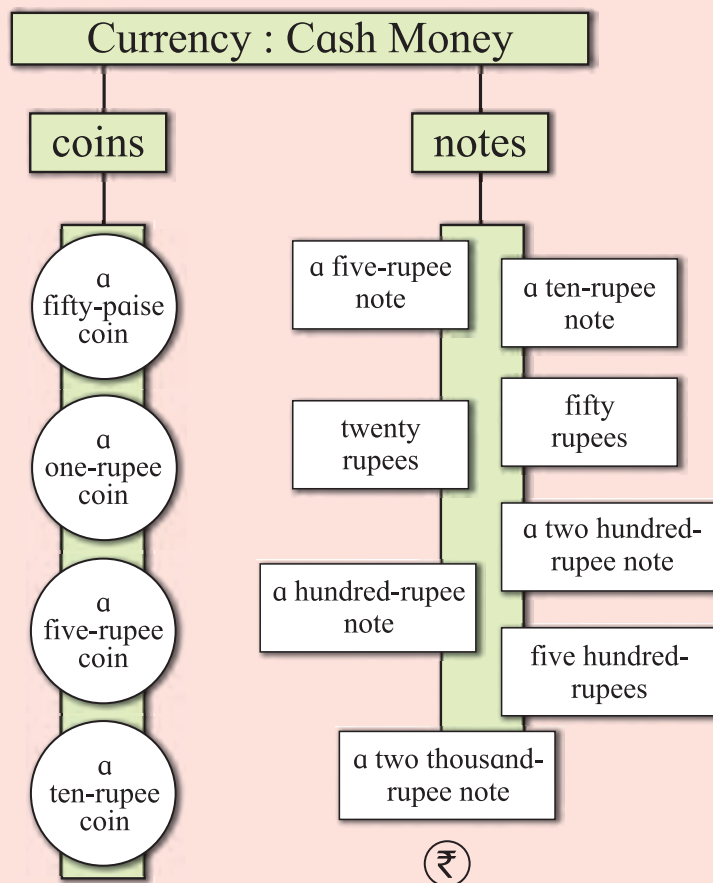 Currency : Cash Money
coins
notes
a
fifty-paise
coin
a
one-rupee
coin
a
five-rupee
coin
a
ten-rupee
coin
a five-rupee
note
a ten-rupee
note
twenty
rupees
fifty
rupees
a two hundred-
rupee note
a hundred-rupee
note
five hundred-
rupees
a two thousand-
rupee note
₹